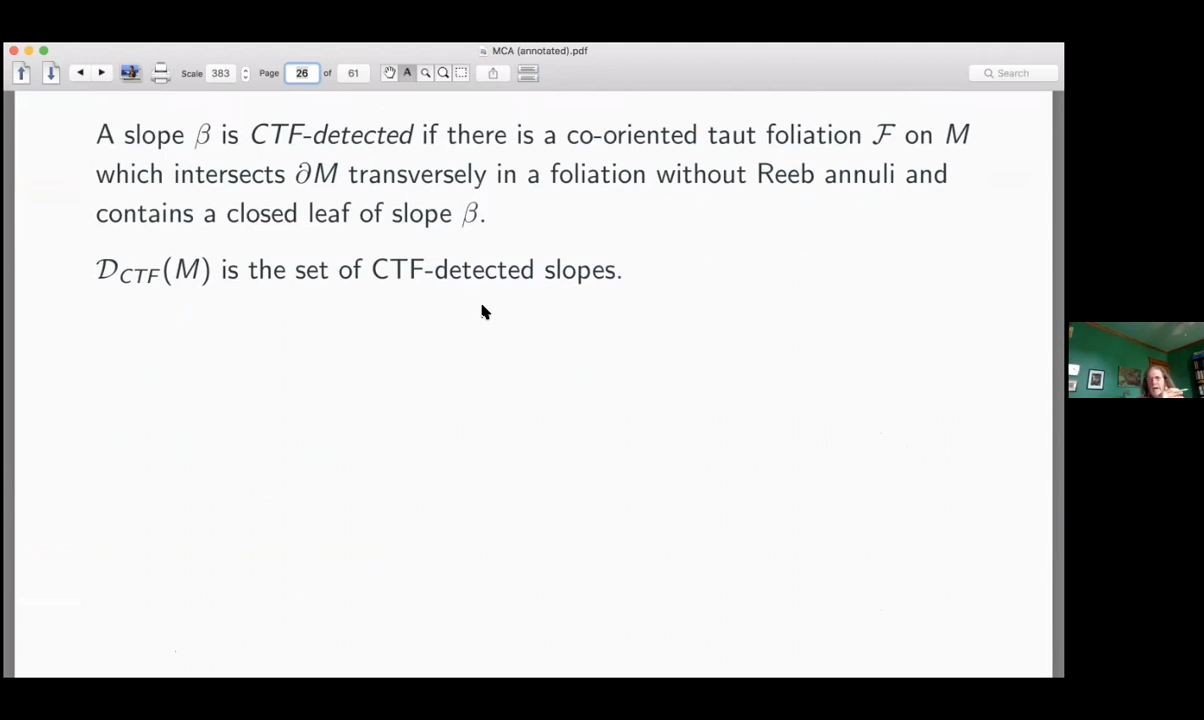 MCA (annotated).pdf
Scale 383 Page 26 of 61 Search
A slope β is CTF-detected if there is a co-oriented taut foliation ℱ on M
which intersects ∂M transversely in a foliation without Reeb annuli and
contains a closed leaf of slope β.
𝒟_CTF(M) is the set of CTF-detected slopes.